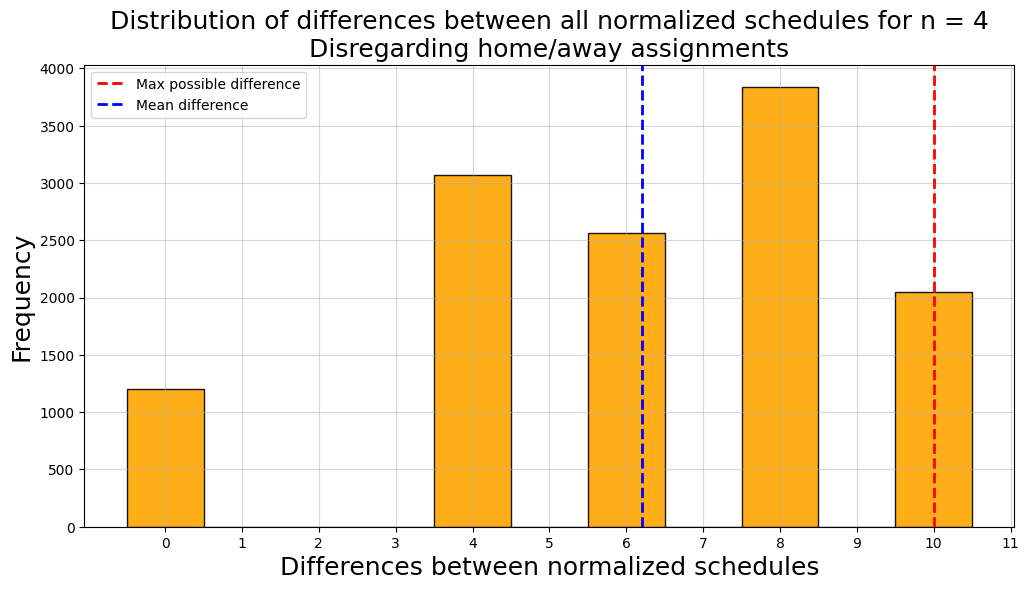 Distribution of differences between all normalized schedules for n = 4
Disregarding home/away assignments
Max possible difference
Mean difference
4000
3500
3000
2500
2000
1500
1000
500
0
Frequency
0 1 2 3 4 5 6 7 8 9 10 11
Differences between normalized schedules